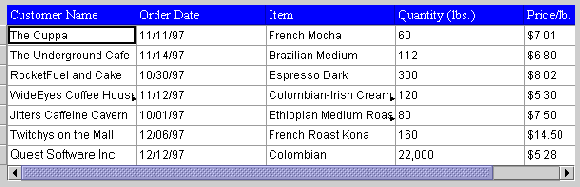 Customer Name Order Date Item Quantity (lbs.) Price/lb.
The Cuppa 11/11/97 French Mocha 60 $7.01
The Underground Cafe 11/14/97 Brazilian Medium 112 $6.80
RocketFuel and Cake 10/30/97 Espresso Dark 300 $8.02
WideEyes Coffee Hous 11/12/97 Colombian-Irish Cream 120 $5.30
Jitters Caffeine Cavern 10/01/97 Ethiopian Medium Roas 80 $7.50
Twitchys on the Mall 12/06/97 French Roast Kona 160 $14.50
Quest Software Inc 12/12/97 Colombian 22,000 $5.28